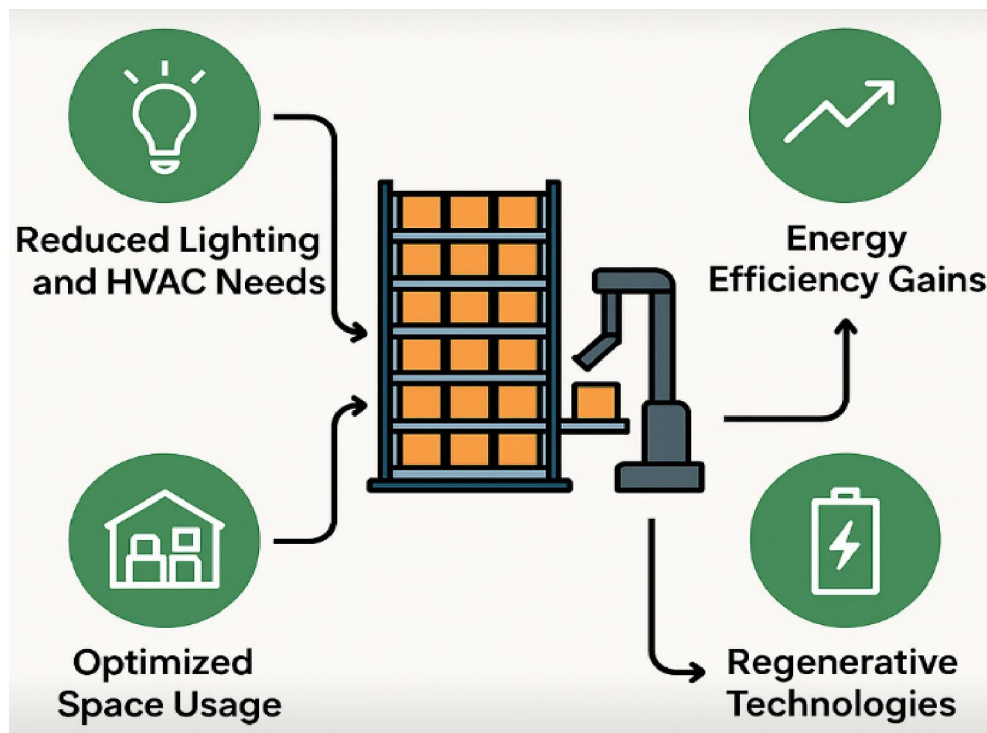 Reduced Lighting
and HVAC Needs
Energy
Efficiency Gains
Optimized
Space Usage
Regenerative
Technologies